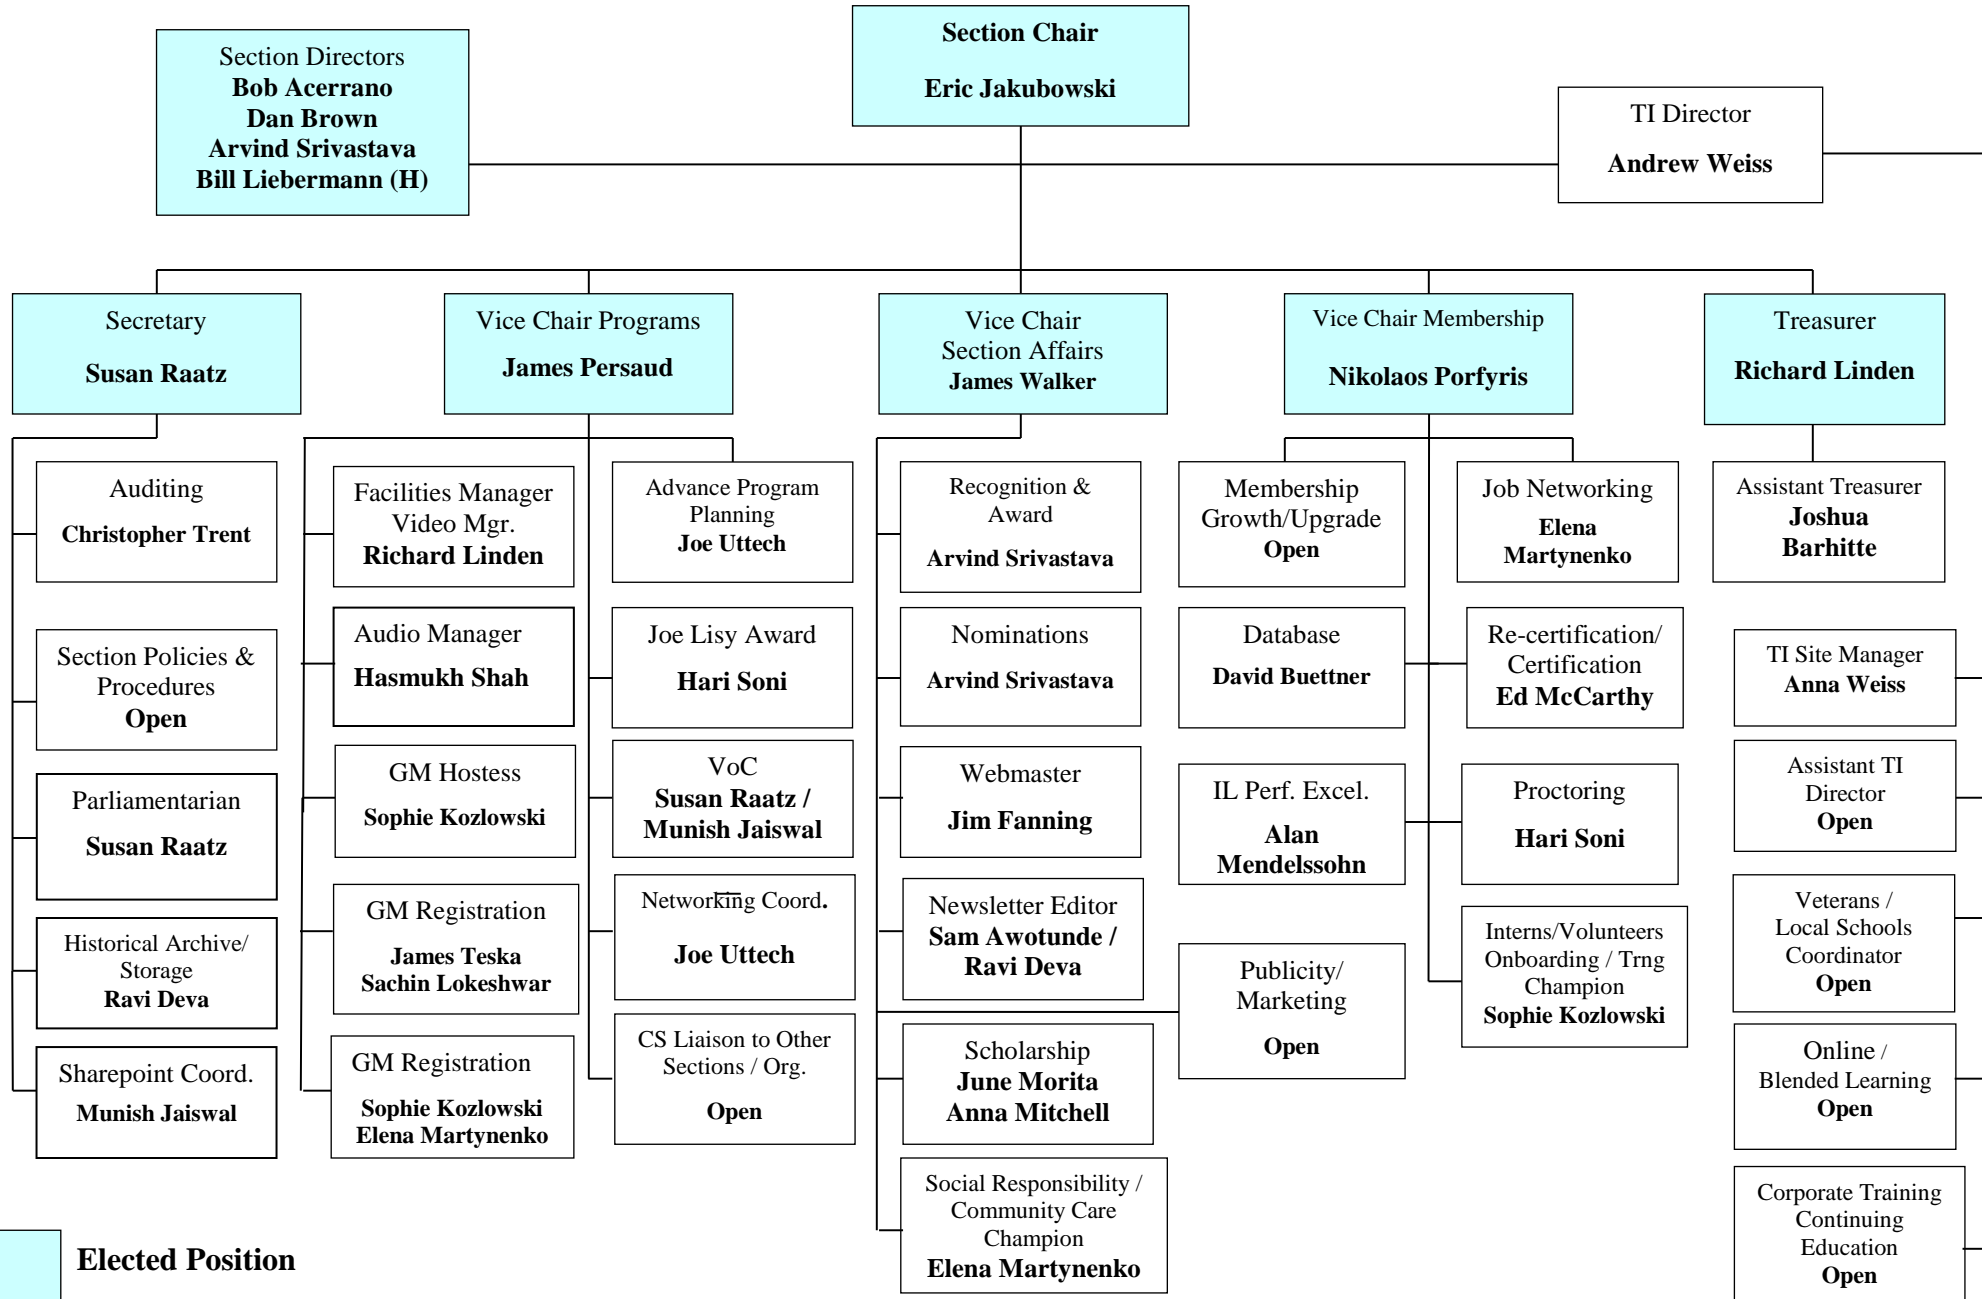 Section Chair
Eric Jakubowski
Section Directors
Bob Acerrano
Dan Brown
Arvind Srivastava
Bill Liebermann (H)
TI Director
Andrew Weiss
Secretary
Susan Raatz
Vice Chair Programs
James Persaud
Vice Chair
Section Affairs
James Walker
Vice Chair Membership
Nikolaos Porfyris
Treasurer
Richard Linden
Auditing
Christopher Trent
Section Policies &
Procedures
Open
Parliamentarian
Susan Raatz
Historical Archive/
Storage
Ravi Deva
Sharepoint Coord.
Munish Jaiswal
Facilities Manager
Video Mgr.
Richard Linden
Audio Manager
Hasmukh Shah
GM Hostess
Sophie Kozlowski
GM Registration
James Teska
Sachin Lokeshwar
GM Registration
Sophie Kozlowski
Elena Martynenko
Advance Program
Planning
Joe Uttech
Joe Lisy Award
Hari Soni
VoC
Susan Raatz /
Munish Jaiswal
Networking Coord.
Joe Uttech
CS Liaison to Other
Sections / Org.
Open
Recognition &
Award
Arvind Srivastava
Nominations
Arvind Srivastava
Webmaster
Jim Fanning
Newsletter Editor
Sam Awotunde /
Ravi Deva
Scholarship
June Morita
Anna Mitchell
Social Responsibility /
Community Care
Champion
Elena Martynenko
Membership
Growth/Upgrade
Open
Database
David Buettner
IL Perf. Excel.
Alan
Mendelssohn
Publicity/
Marketing
Open
Job Networking
Elena
Martynenko
Re-certification/
Certification
Ed McCarthy
Proctoring
Hari Soni
Interns/Volunteers
Onboarding / Trng
Champion
Sophie Kozlowski
Assistant Treasurer
Joshua
Barhitte
TI Site Manager
Anna Weiss
Assistant TI
Director
Open
Veterans /
Local Schools
Coordinator
Open
Online /
Blended Learning
Open
Corporate Training
Continuing
Education
Open
Elected Position